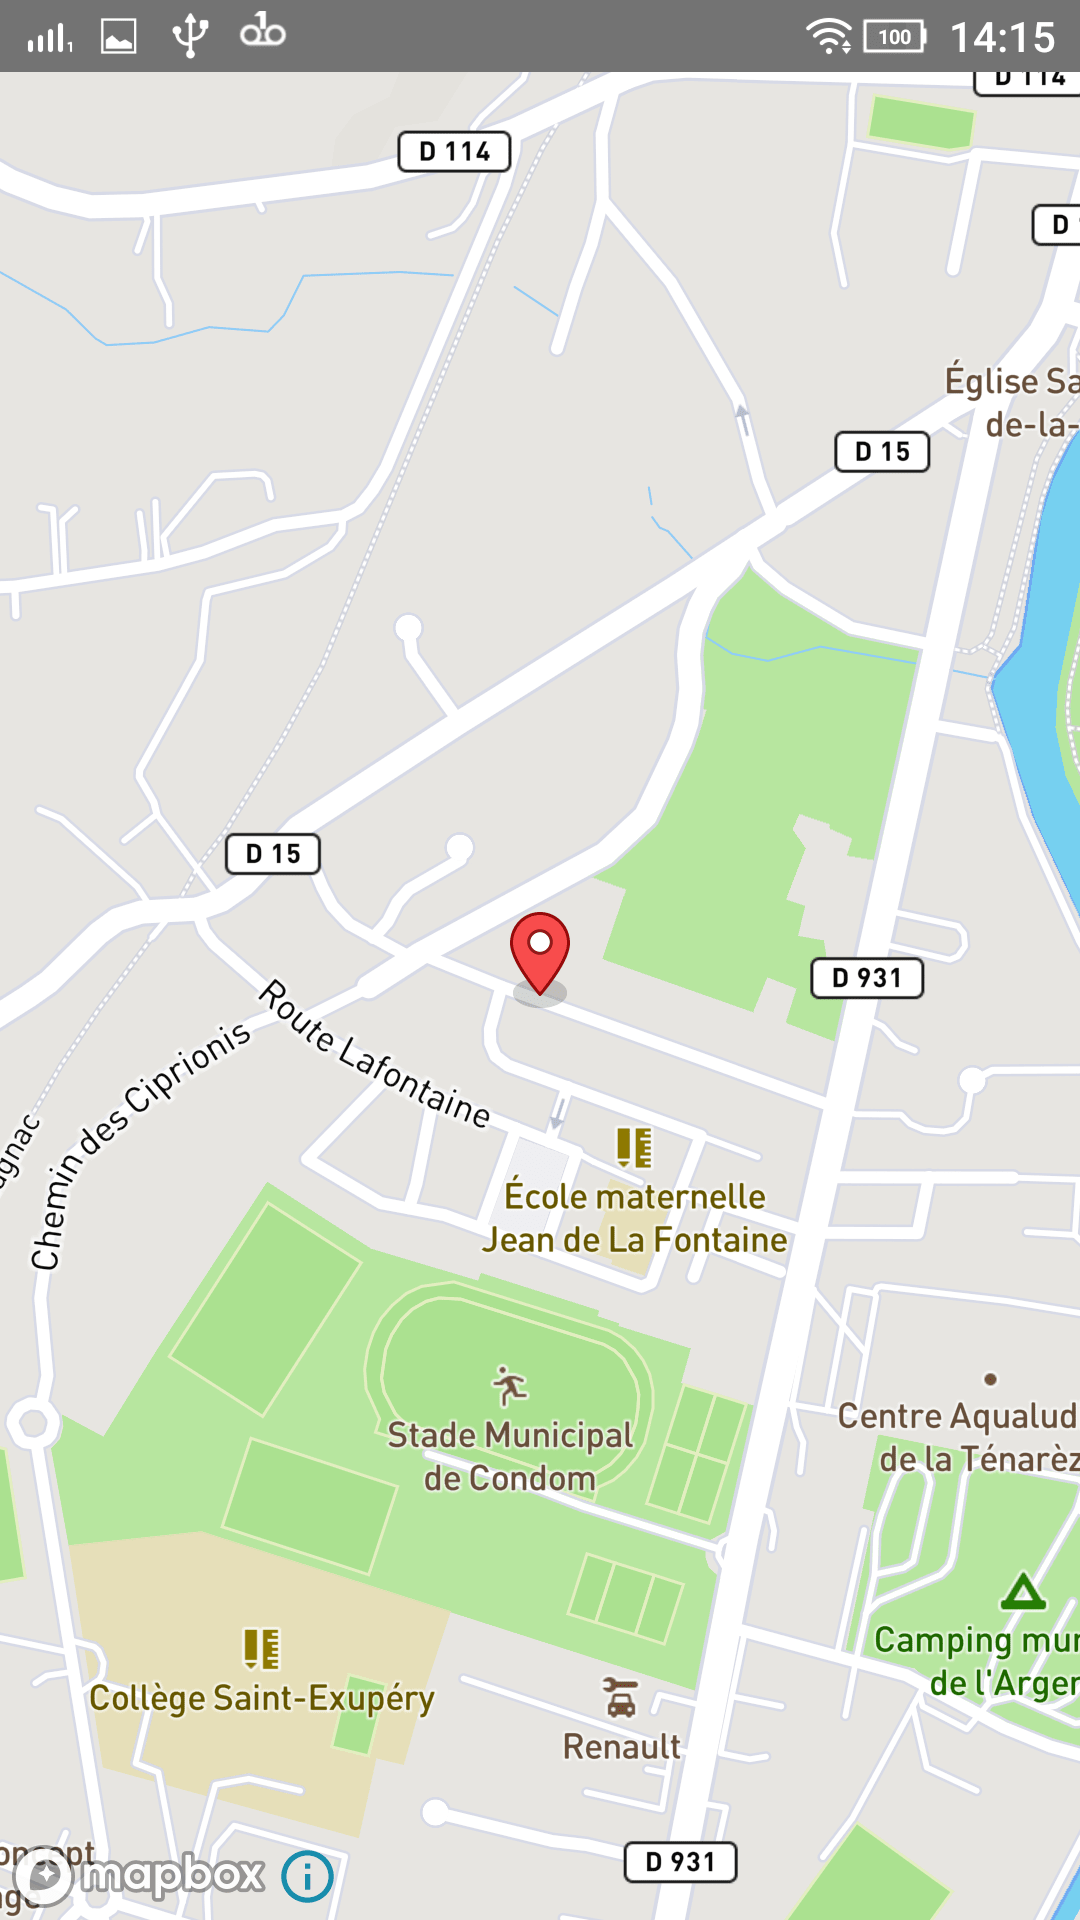 100 14:15
D 114
D 114
D
Église Sa
de-la-
D 15
D 15
D 931
Route Lafontaine
Chemin des Ciprionis
gnac
École maternelle
Jean de La Fontaine
Stade Municipal
de Condom
Centre Aqualud
de la Ténarèz
Camping mun
de l'Argen
Collège Saint-Exupéry
Renault
D 931
oncept
age
mapbox
i